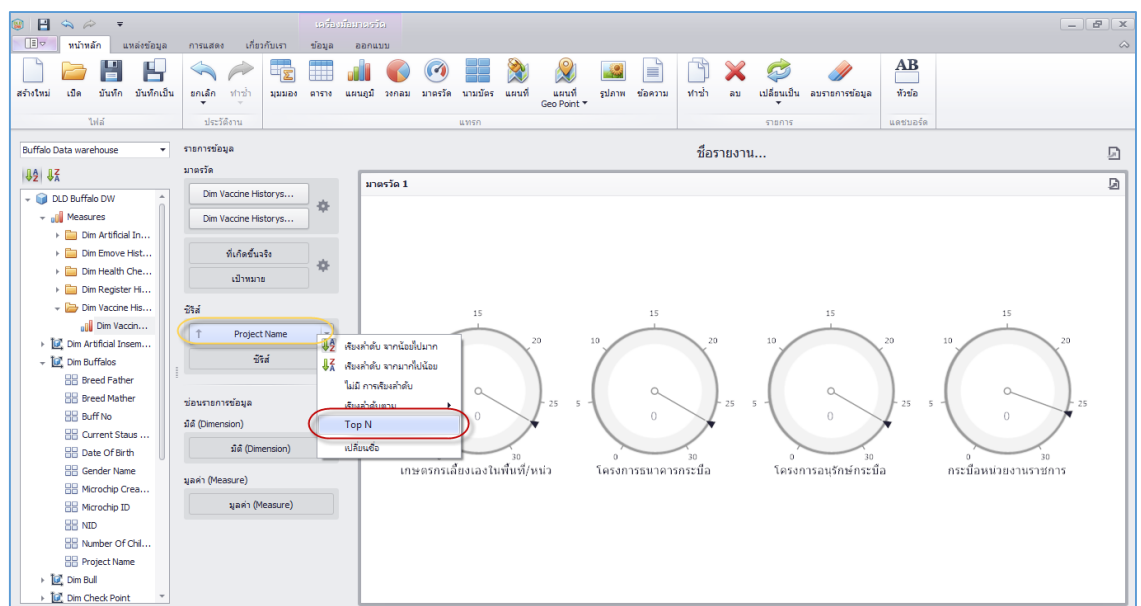 เครื่องมือมาตรวัด
หน้าหลัก แหล่งข้อมูล การแสดง เกี่ยวกับเรา ข้อมูล ออกแบบ
สร้างใหม่ เปิด บันทึก บันทึกเป็น ยกเลิก ทำซ้ำ มุมมอง ตาราง แผนภูมิ วงกลม มาตรวัด นามบัตร แผนที่ แผนที่ รูปภาพ ข้อความ ทำซ้ำ ลบ เปลี่ยนเป็น ลบรายการข้อมูล AB หัวข้อ
Geo Point
ไฟล์ ประวัติงาน แทรก รายการ แดชบอร์ด
Buffalo Data warehouse
รายการข้อมูล
ชื่อรายงาน...
มาตรวัด
DLD Buffalo DW
Measures
Dim Artificial In...
Dim Emove Hist...
Dim Health Che...
Dim Register Hi...
Dim Vaccine His...
Dim Vaccin...
Dim Artificial Insem...
Dim Buffalos
Breed Father
Breed Mather
Buff No
Current Staus ...
Date Of Birth
Gender Name
Microchip Crea...
Microchip ID
NID
Number Of Chil...
Project Name
Dim Bull
Dim Check Point
Dim Vaccine Historys...
Dim Vaccine Historys...
ที่เกิดขึ้นจริง
เป้าหมาย
ซีรีส์
Project Name
ซีรีส์
ซ่อนรายการข้อมูล
มิติ (Dimension)
มิติ (Dimension)
มูลค่า (Measure)
มูลค่า (Measure)
เรียงลำดับ จากน้อยไปมาก
เรียงลำดับ จากมากไปน้อย
ไม่มี การเรียงลำดับ
เรียงลำดับตาม
Top N
เปลี่ยนชื่อ
มาตรวัด 1
15 15 15 15
20 10 20 10 20 10 20
25 5 25 5 25 5 25
0 0 0 0
30 0 30 0 30 0 30
เกษตรกรเลี้ยงเองในพื้นที่/หน่ว โครงการธนาคารกระบือ โครงการอนุรักษ์กระบือ กระบือหน่วยงานราชการ